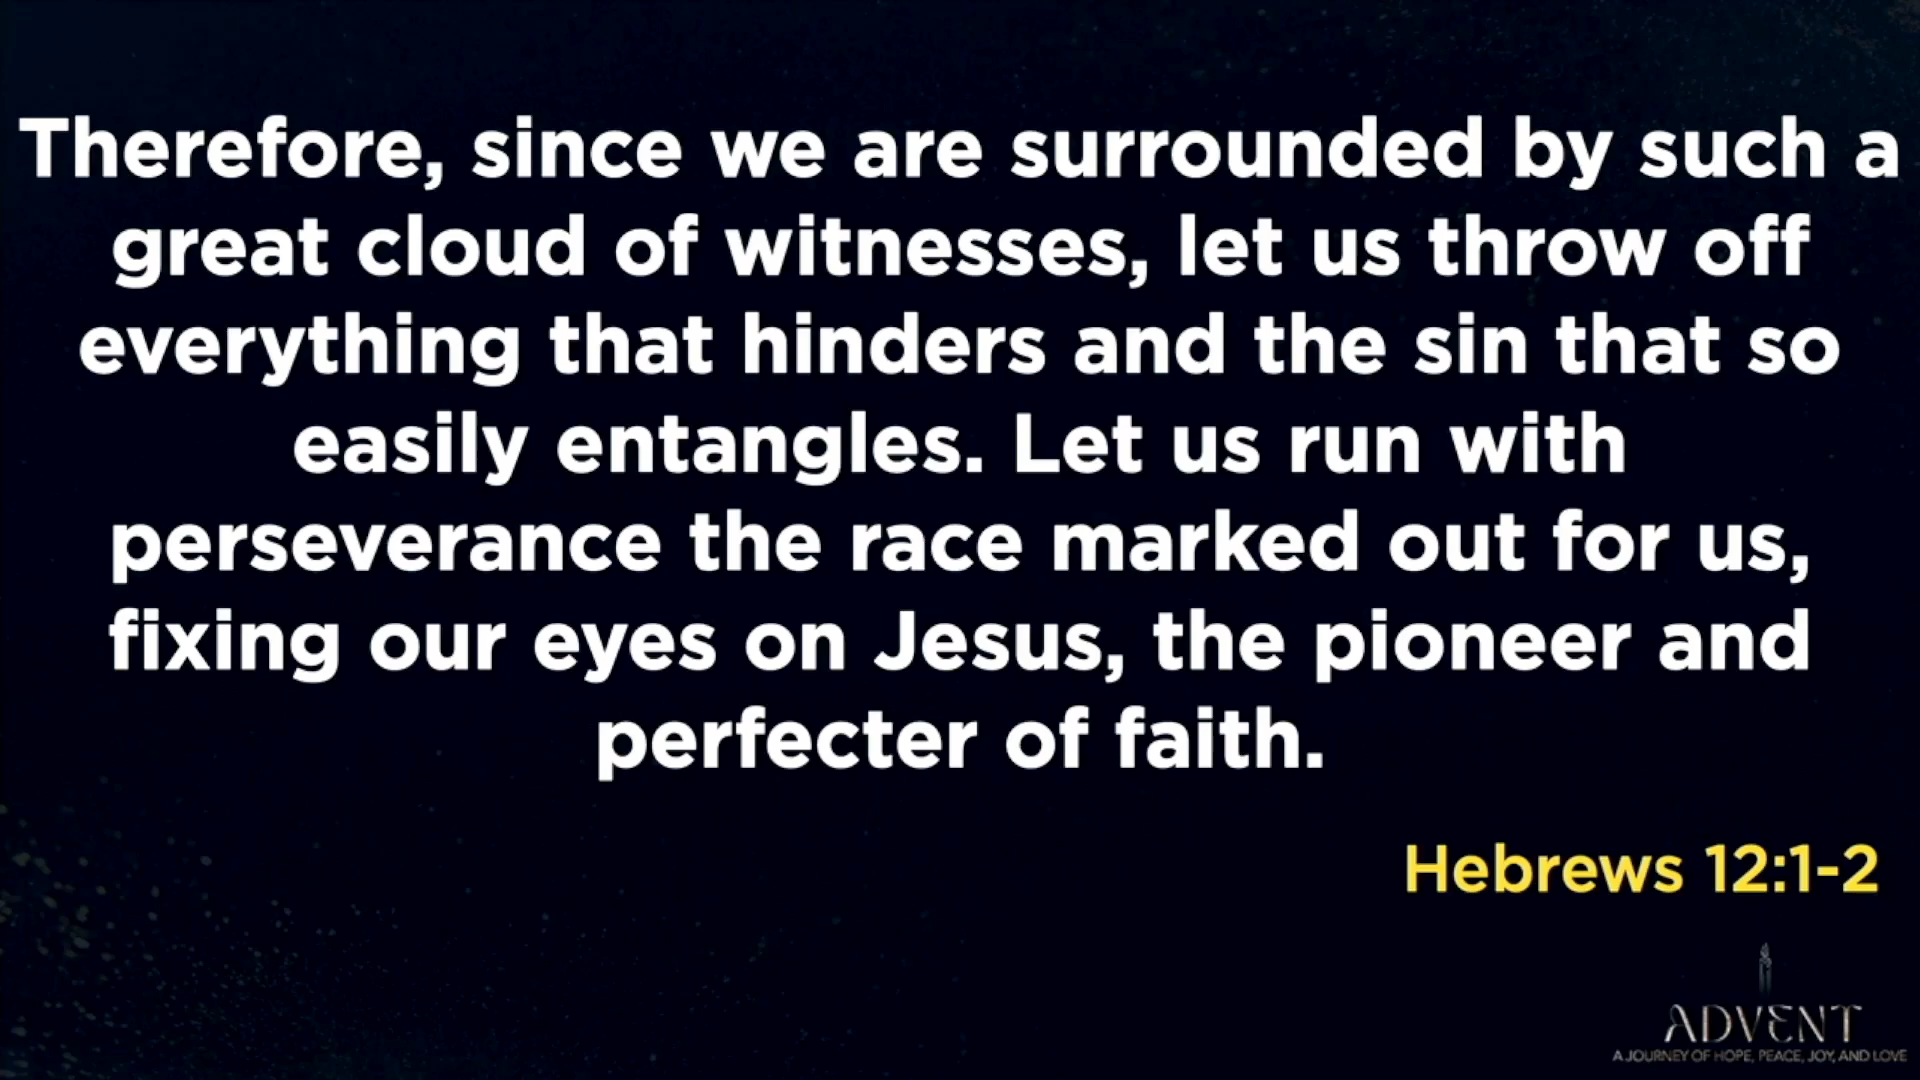 Therefore, since we are surrounded by such a
great cloud of witnesses, let us throw off
everything that hinders and the sin that so
easily entangles. Let us run with
perseverance the race marked out for us,
fixing our eyes on Jesus, the pioneer and
perfecter of faith.
Hebrews 12:1-2
ADVENT
A JOURNEY OF HOPE, PEACE, JOY, AND LOVE